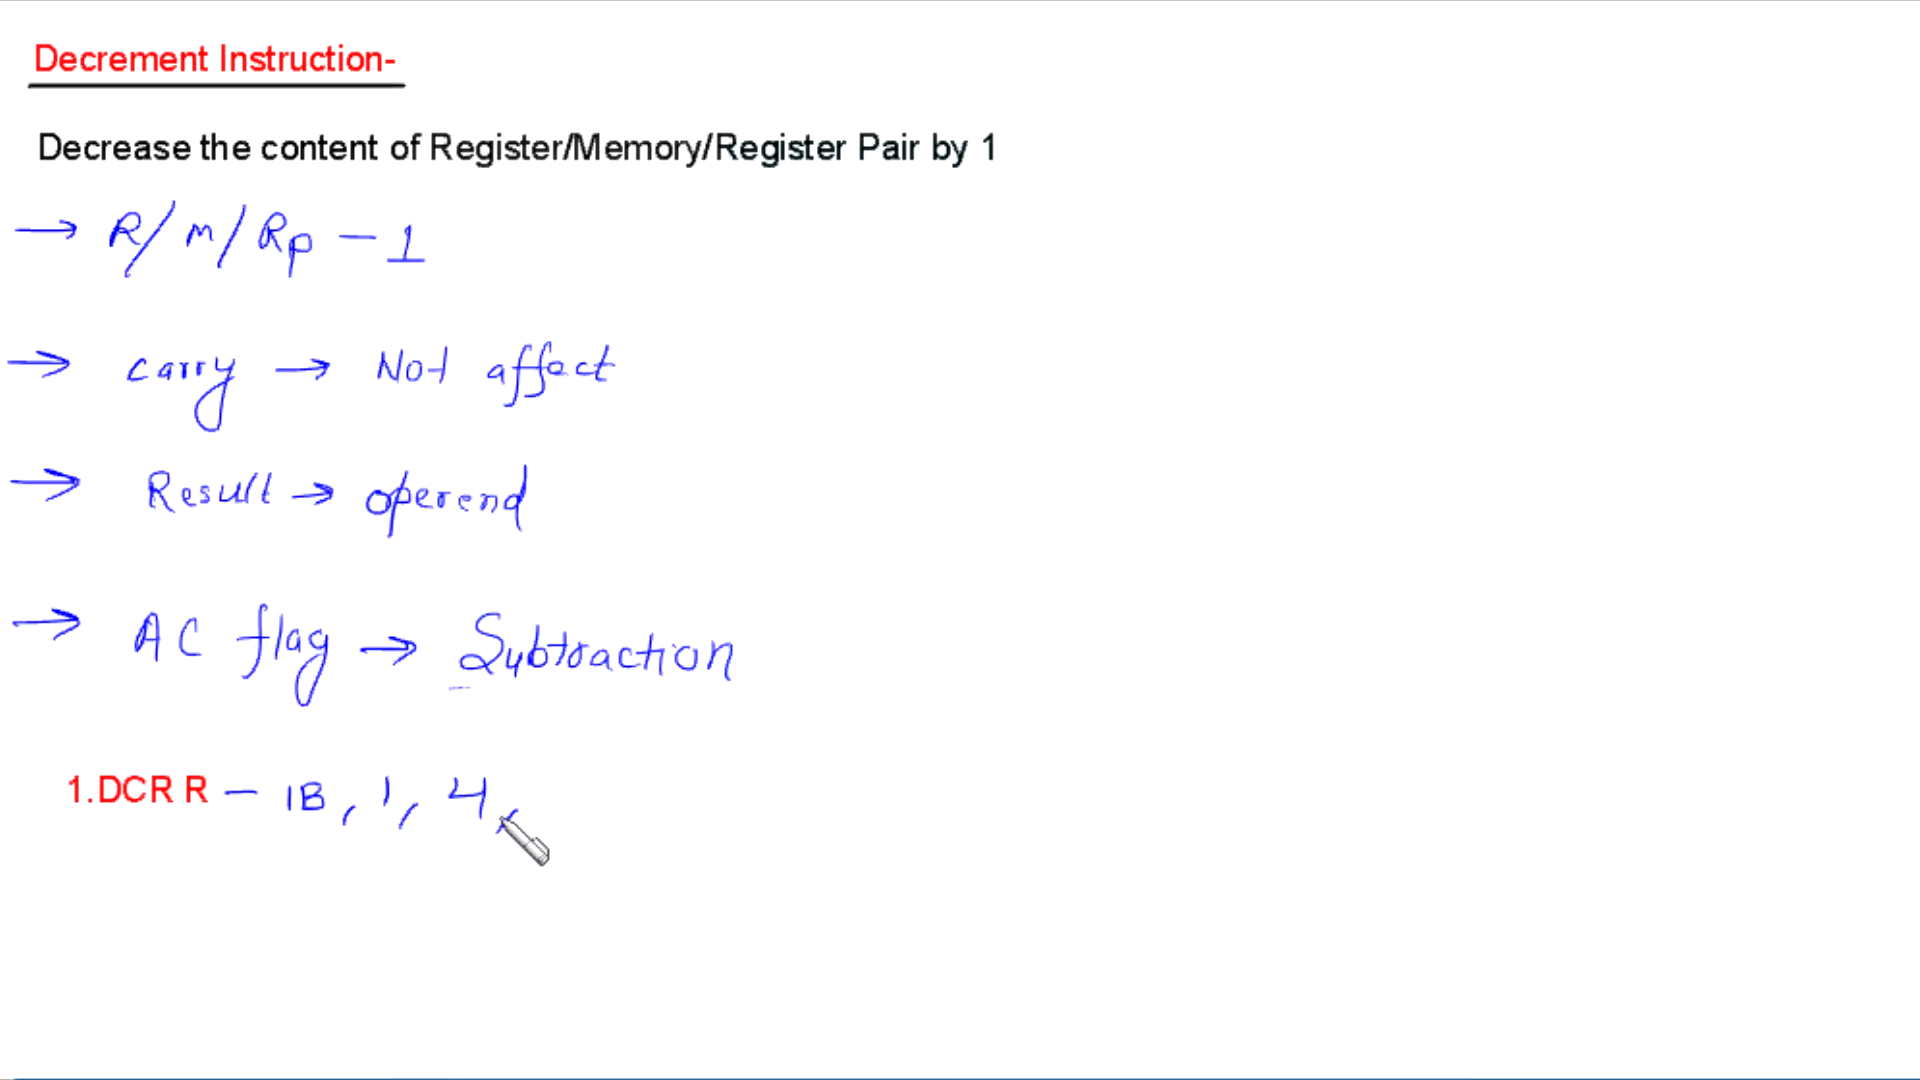 Decrement Instruction-
Decrease the content of Register/Memory/Register Pair by 1
→ R/M/Rp - 1
→ Carry → Not affect
→ Result → operend
→ AC flag → Subtraction
1.DCR R - 1B, 1, 4,